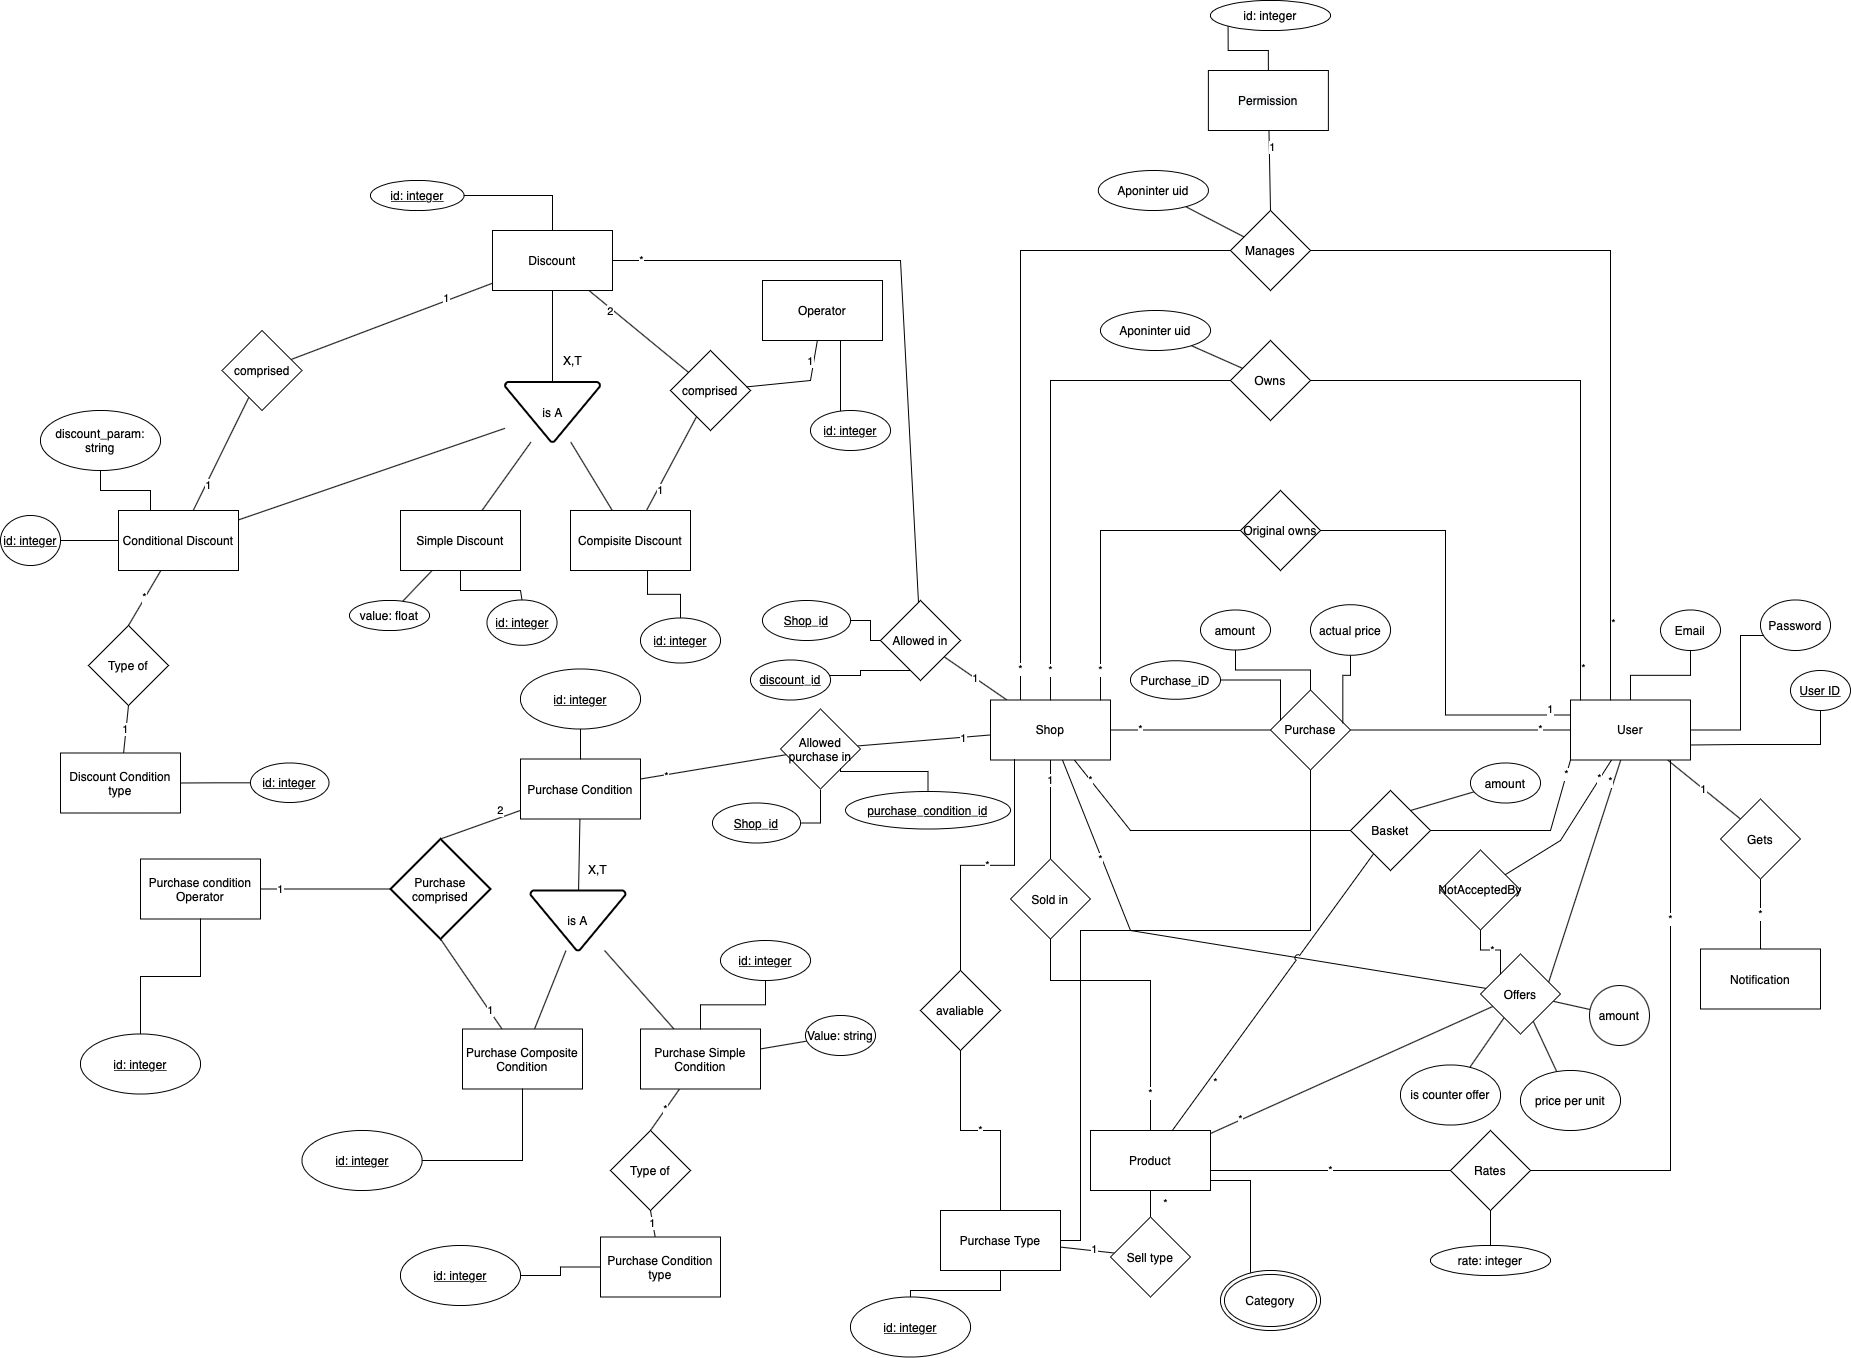 id: integer
Permission
1
Aponinter uid
id: integer
Manages
Discount
*
1
2
Operator
Aponinter uid
X,T
1
comprised
is A
comprised
Owns
discount_param:
string
id: integer
1
1
id: integer
Conditional Discount
Simple Discount
Compisite Discount
Original owns
*
value: float
id: integer
id: integer
Shop_id
Allowed in
amount
actual price
*
Email
Password
Type of
discount_id
1
*
*
*
Purchase_iD
*
User ID
id: integer
1
1
Shop
*
Purchase
*
User
Allowed
purchase in
1
Discount Condition
type
id: integer
Purchase Condition
*
1
*
*
*
*
amount
1
2
Shop_id
purchase_condition_id
Basket
Gets
Purchase condition
Operator
1
Purchase
comprised
X,T
is A
*
*
Sold in
NotAcceptedBy
*
*
*
id: integer
Offers
Notification
1
avaliable
amount
Purchase Composite
Condition
Purchase Simple
Condition
Value: string
id: integer
*
*
is counter offer
price per unit
*
*
*
id: integer
Type of
Product
*
Rates
*
1
Purchase Type
1
Sell type
id: integer
Purchase Condition
type
rate: integer
Category
id: integer